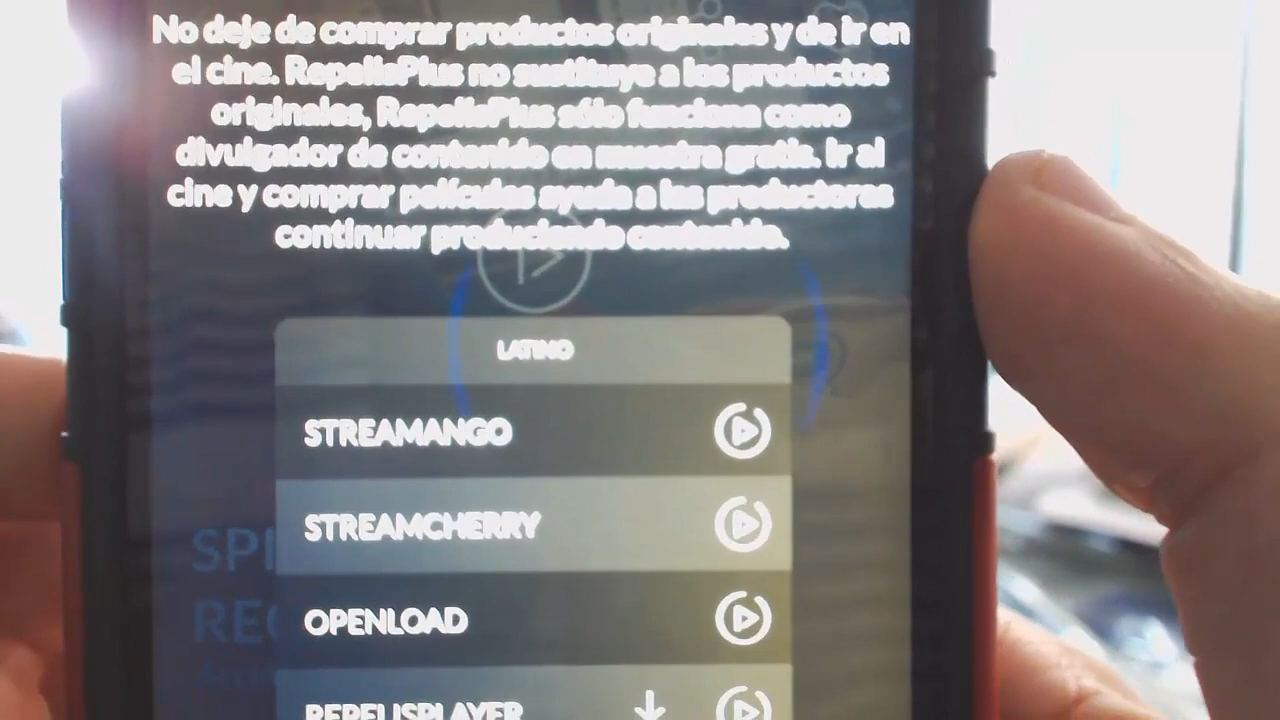 No deje de comprar productos originales y de ir en
el cine. RepelisPlus no sustituye a los productos
originales, RepelisPlus sólo funciona como
divulgador de contenido en muestra gratis. Ir al
cine y comprar películas ayuda a las productoras
continuar produciendo contenido.
LATINO
STREAMANGO
STREAMCHERRY
SPI
OPENLOAD
REC
REPELISPLAYER